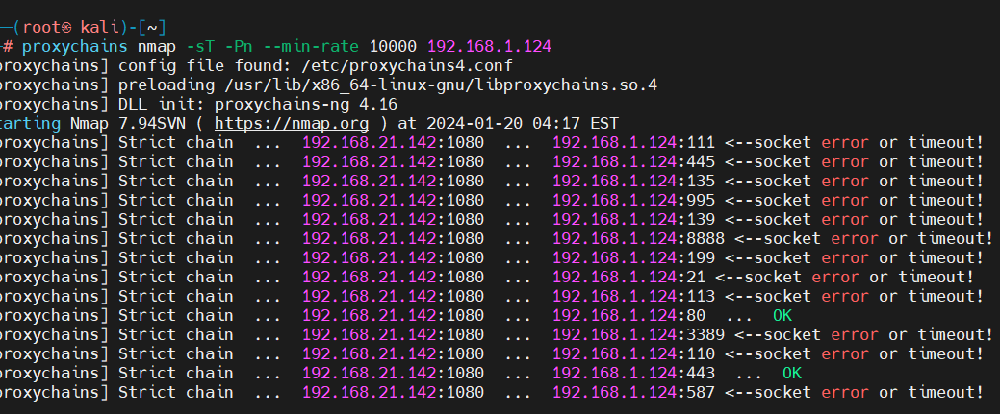 ─(root㉿ kali)-[~]
─# proxychains nmap -sT -Pn --min-rate 10000 192.168.1.124
proxychains] config file found: /etc/proxychains4.conf
proxychains] preloading /usr/lib/x86_64-linux-gnu/libproxychains.so.4
proxychains] DLL init: proxychains-ng 4.16
tarting Nmap 7.94SVN ( https://nmap.org ) at 2024-01-20 04:17 EST
proxychains] Strict chain ... 192.168.21.142:1080 ... 192.168.1.124:111 <--socket error or timeout!
proxychains] Strict chain ... 192.168.21.142:1080 ... 192.168.1.124:445 <--socket error or timeout!
proxychains] Strict chain ... 192.168.21.142:1080 ... 192.168.1.124:135 <--socket error or timeout!
proxychains] Strict chain ... 192.168.21.142:1080 ... 192.168.1.124:995 <--socket error or timeout!
proxychains] Strict chain ... 192.168.21.142:1080 ... 192.168.1.124:139 <--socket error or timeout!
proxychains] Strict chain ... 192.168.21.142:1080 ... 192.168.1.124:8888 <--socket error or timeout!
proxychains] Strict chain ... 192.168.21.142:1080 ... 192.168.1.124:199 <--socket error or timeout!
proxychains] Strict chain ... 192.168.21.142:1080 ... 192.168.1.124:21 <--socket error or timeout!
proxychains] Strict chain ... 192.168.21.142:1080 ... 192.168.1.124:113 <--socket error or timeout!
proxychains] Strict chain ... 192.168.21.142:1080 ... 192.168.1.124:80 ... OK
proxychains] Strict chain ... 192.168.21.142:1080 ... 192.168.1.124:3389 <--socket error or timeout!
proxychains] Strict chain ... 192.168.21.142:1080 ... 192.168.1.124:110 <--socket error or timeout!
proxychains] Strict chain ... 192.168.21.142:1080 ... 192.168.1.124:443 ... OK
proxychains] Strict chain ... 192.168.21.142:1080 ... 192.168.1.124:587 <--socket error or timeout!